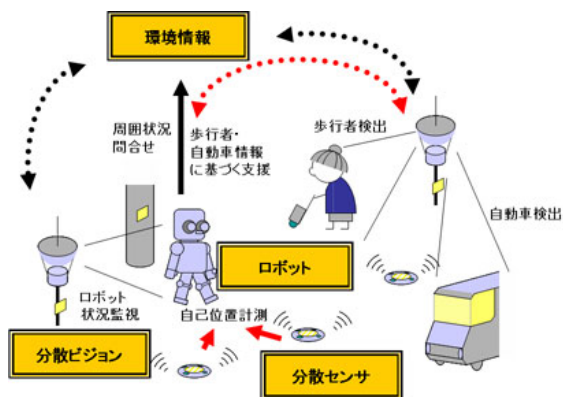 環境情報
周囲状況
問合せ
歩行者・
自動車情報
に基づく支援
歩行者検出
自動車検出
ロボット
ロボット
状況監視
自己位置計測
分散ビジョン
分散センサ